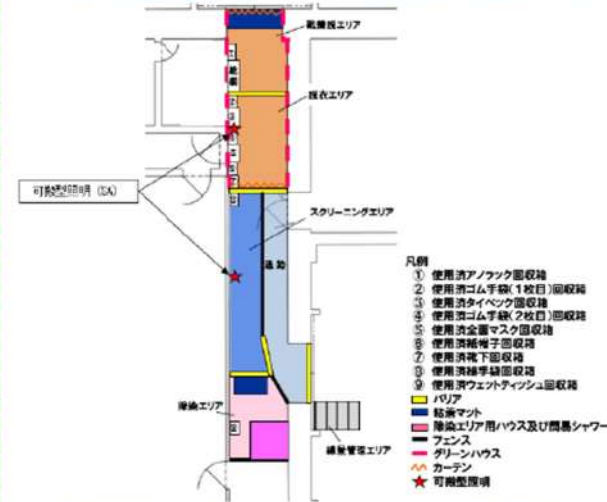 靴着脱エリア
脱衣エリア
可搬型照明(SA)
スクリーニングエリア
通路
除染エリア
線量管理エリア
凡例
① 使用済アノラック回収箱
② 使用済ゴム手袋(1枚目)回収箱
③ 使用済タイベック回収箱
④ 使用済ゴム手袋(2枚目)回収箱
⑤ 使用済全面マスク回収箱
⑥ 使用済紙帽子回収箱
⑦ 使用済靴下回収箱
⑧ 使用済綿手袋回収箱
⑨ 使用済ウェットティッシュ回収箱
バリア
粘着マット
除染エリア用ハウス及び簡易シャワー
フェンス
グリーンハウス
カーテン
可搬型照明